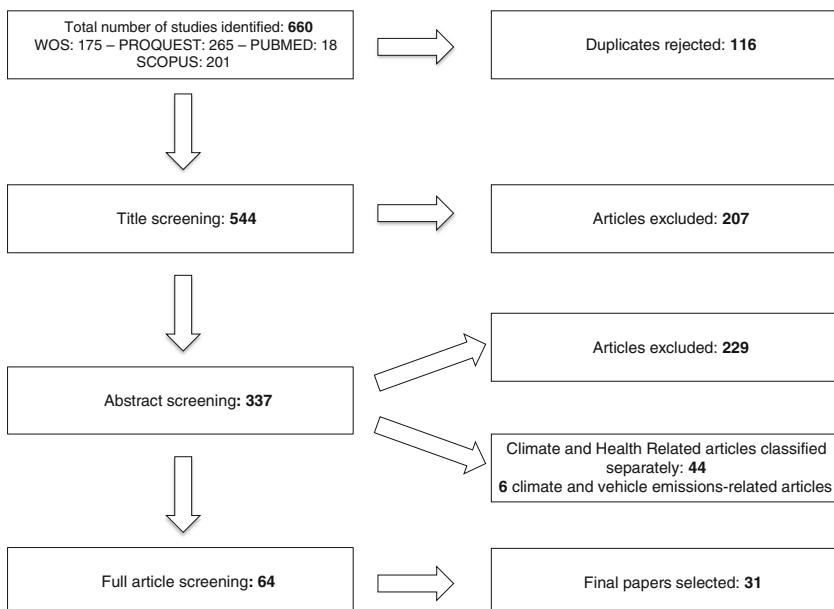 Total number of studies identified: 660
WOS: 175 – PROQUEST: 265 – PUBMED: 18
SCOPUS: 201
Duplicates rejected: 116
Title screening: 544
Articles excluded: 207
Articles excluded: 229
Abstract screening: 337
Climate and Health Related articles classified
separately: 44
6 climate and vehicle emissions-related articles
Full article screening: 64
Final papers selected: 31